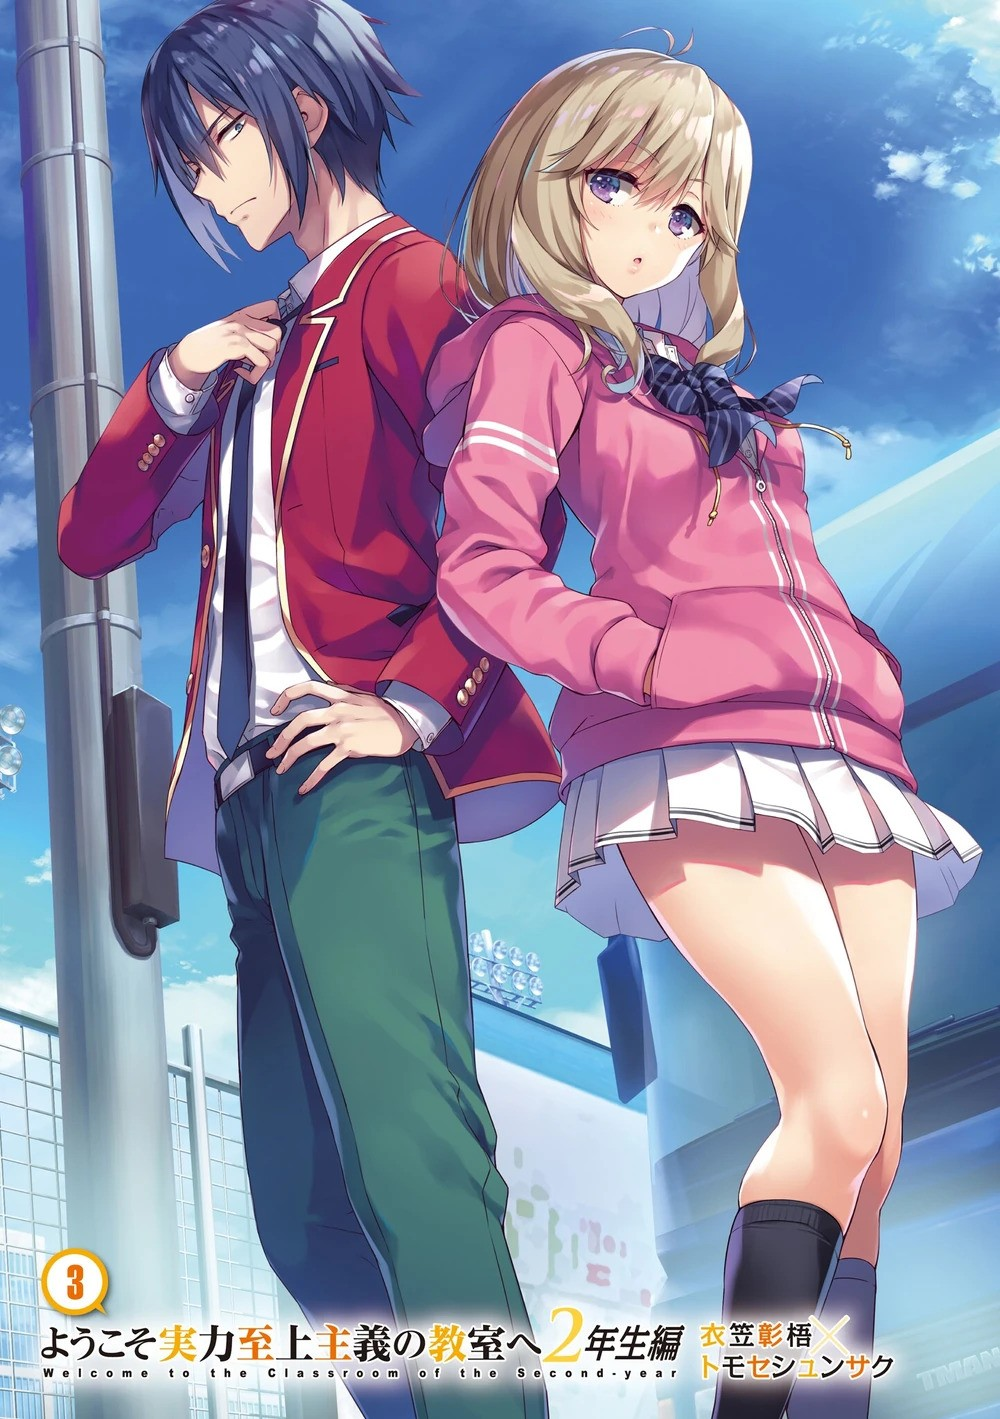 3
ようこそ実力至上主義の教室へ 2年生編
Welcome to the Classroom of the Second-year
衣笠彰梧×
トモセシュンサク